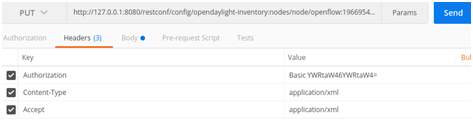 PUT http://127.0.0.1:8080/restconf/config/opendaylight-inventory:nodes/node/openflow:1966954... Params Send
Authorization Headers (3) Body Pre-request Script Tests
Key Value Bul
Authorization Basic YWRtaW46YWRtaW4=
Content-Type application/xml
Accept application/xml